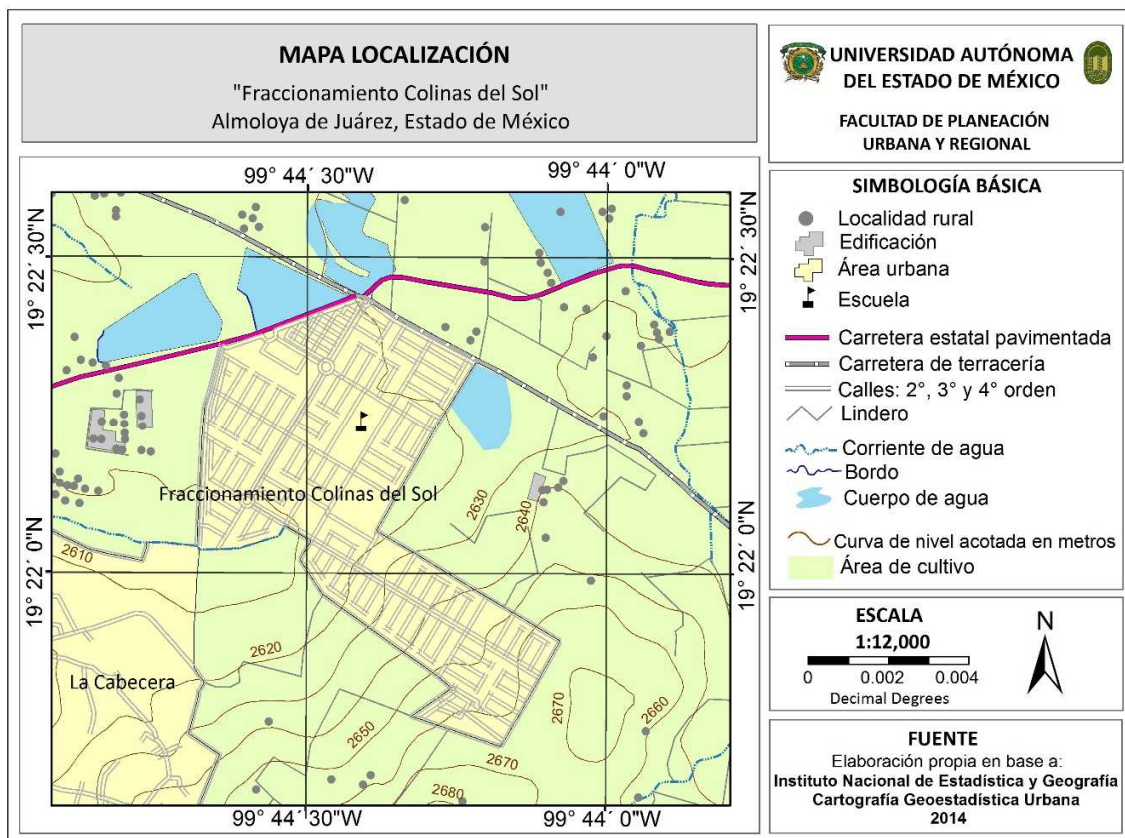 MAPA LOCALIZACIÓN
"Fraccionamiento Colinas del Sol"
Almoloya de Juárez, Estado de México
UNIVERSIDAD AUTÓNOMA
DEL ESTADO DE MÉXICO
FACULTAD DE PLANEACIÓN
URBANA Y REGIONAL
99° 44´ 30"W
99° 44´ 0"W
19° 22´ 30"N
19° 22´ 30"N
Fraccionamiento Colinas del Sol
2630
2640
2610
19° 22´ 0"N
19° 22´ 0"N
2620
La Cabecera
2650
2670
2660
2670
2680
99° 44´ 30"W
99° 44´ 0"W
SIMBOLOGÍA BÁSICA
Localidad rural
Edificación
Área urbana
Escuela
Carretera estatal pavimentada
Carretera de terracería
Calles: 2°, 3° y 4° orden
Lindero
Corriente de agua
Bordo
Cuerpo de agua
Curva de nivel acotada en metros
Área de cultivo
ESCALA
1:12,000
0 0.002 0.004
Decimal Degrees
N
FUENTE
Elaboración propia en base a:
Instituto Nacional de Estadística y Geografía
Cartografía Geoestadística Urbana
2014